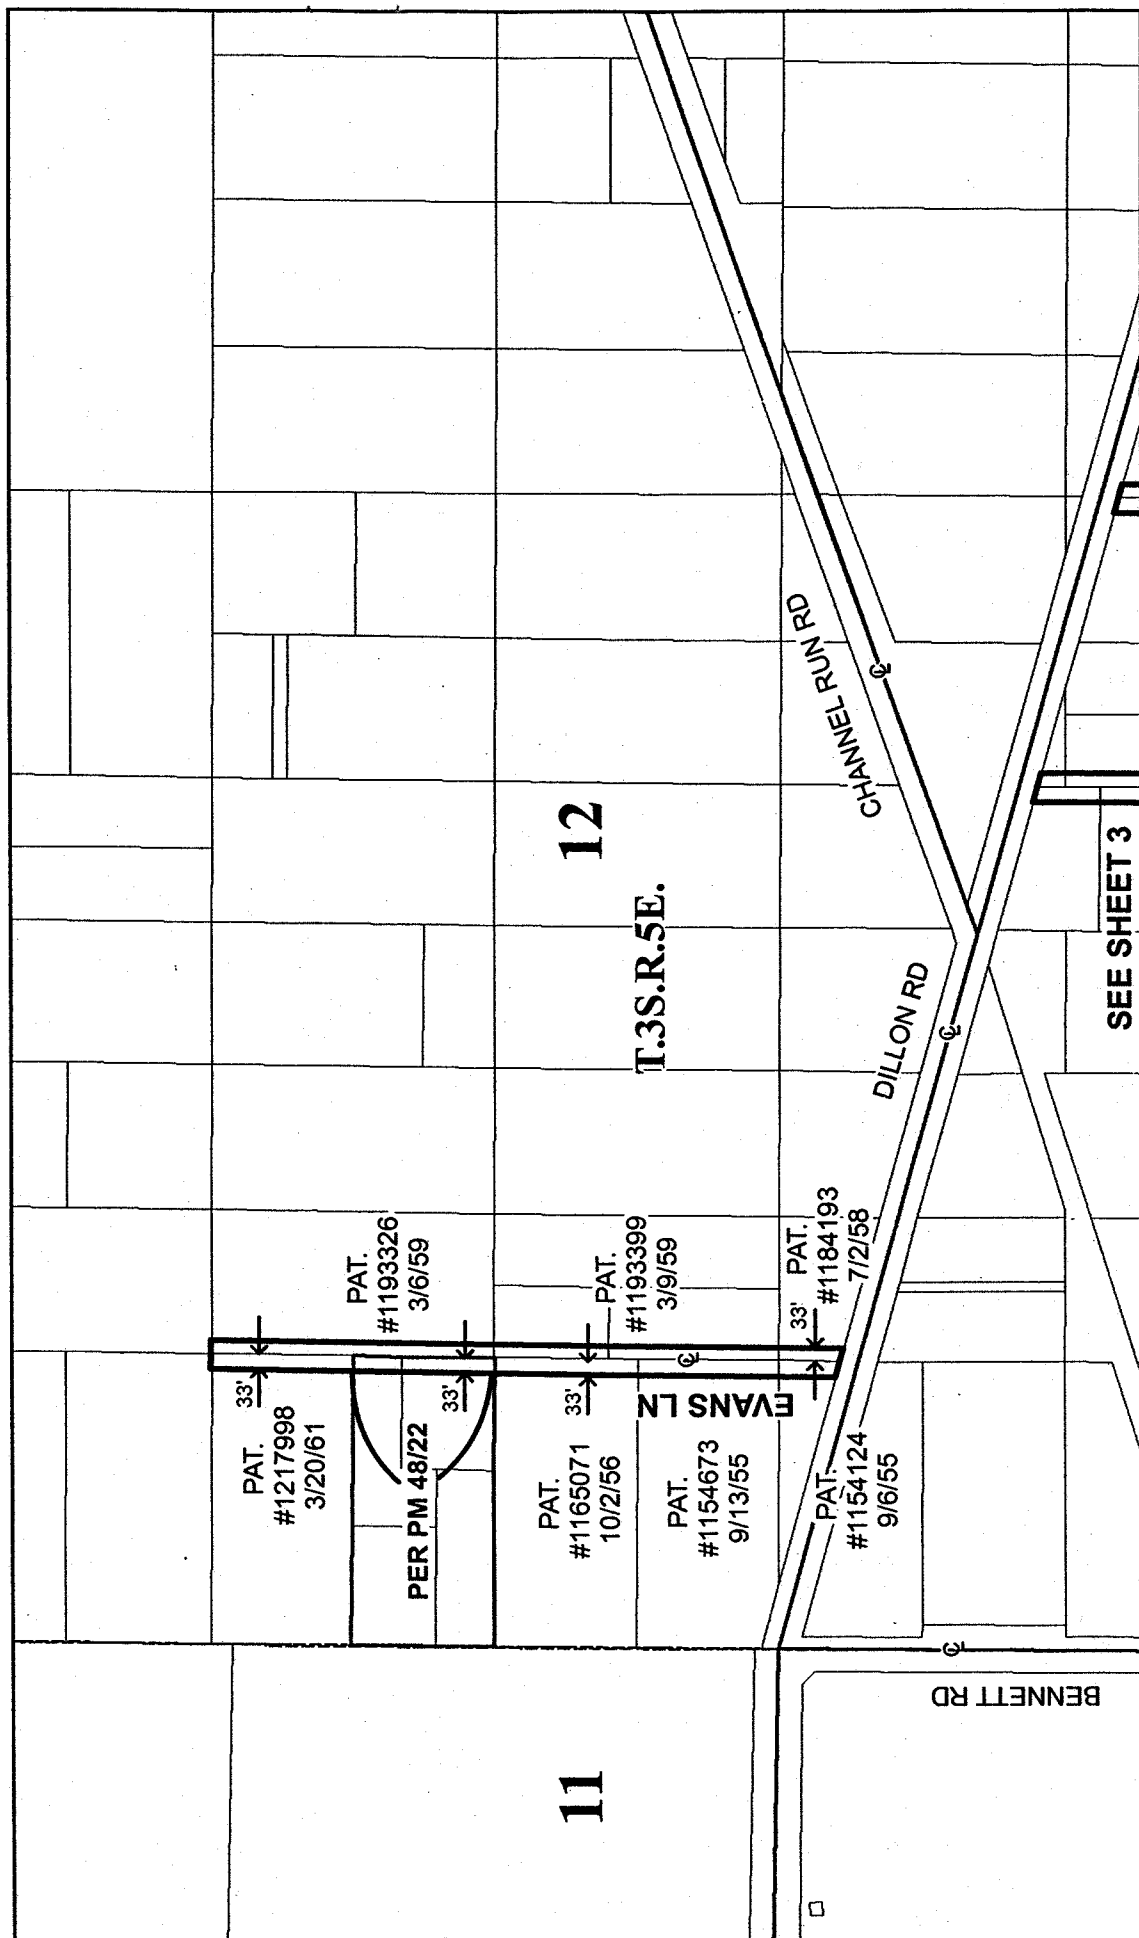 11
BENNETT RD
PAT.
#1217998
3/20/61
33'
PER PM 48/22
33'
PAT.
#1193326
3/6/59
PAT.
#1165071
10/2/56
33'
EVANS LN
PAT.
#1193399
3/9/59
PAT.
#1154673
9/13/55
PAT.
#1154124
9/6/55
33'
PAT.
#1184193
7/2/58
12
T.3S.R.5E.
DILLON RD
CHANNEL RUN RD
SEE SHEET 3
℄
℄
℄
℄